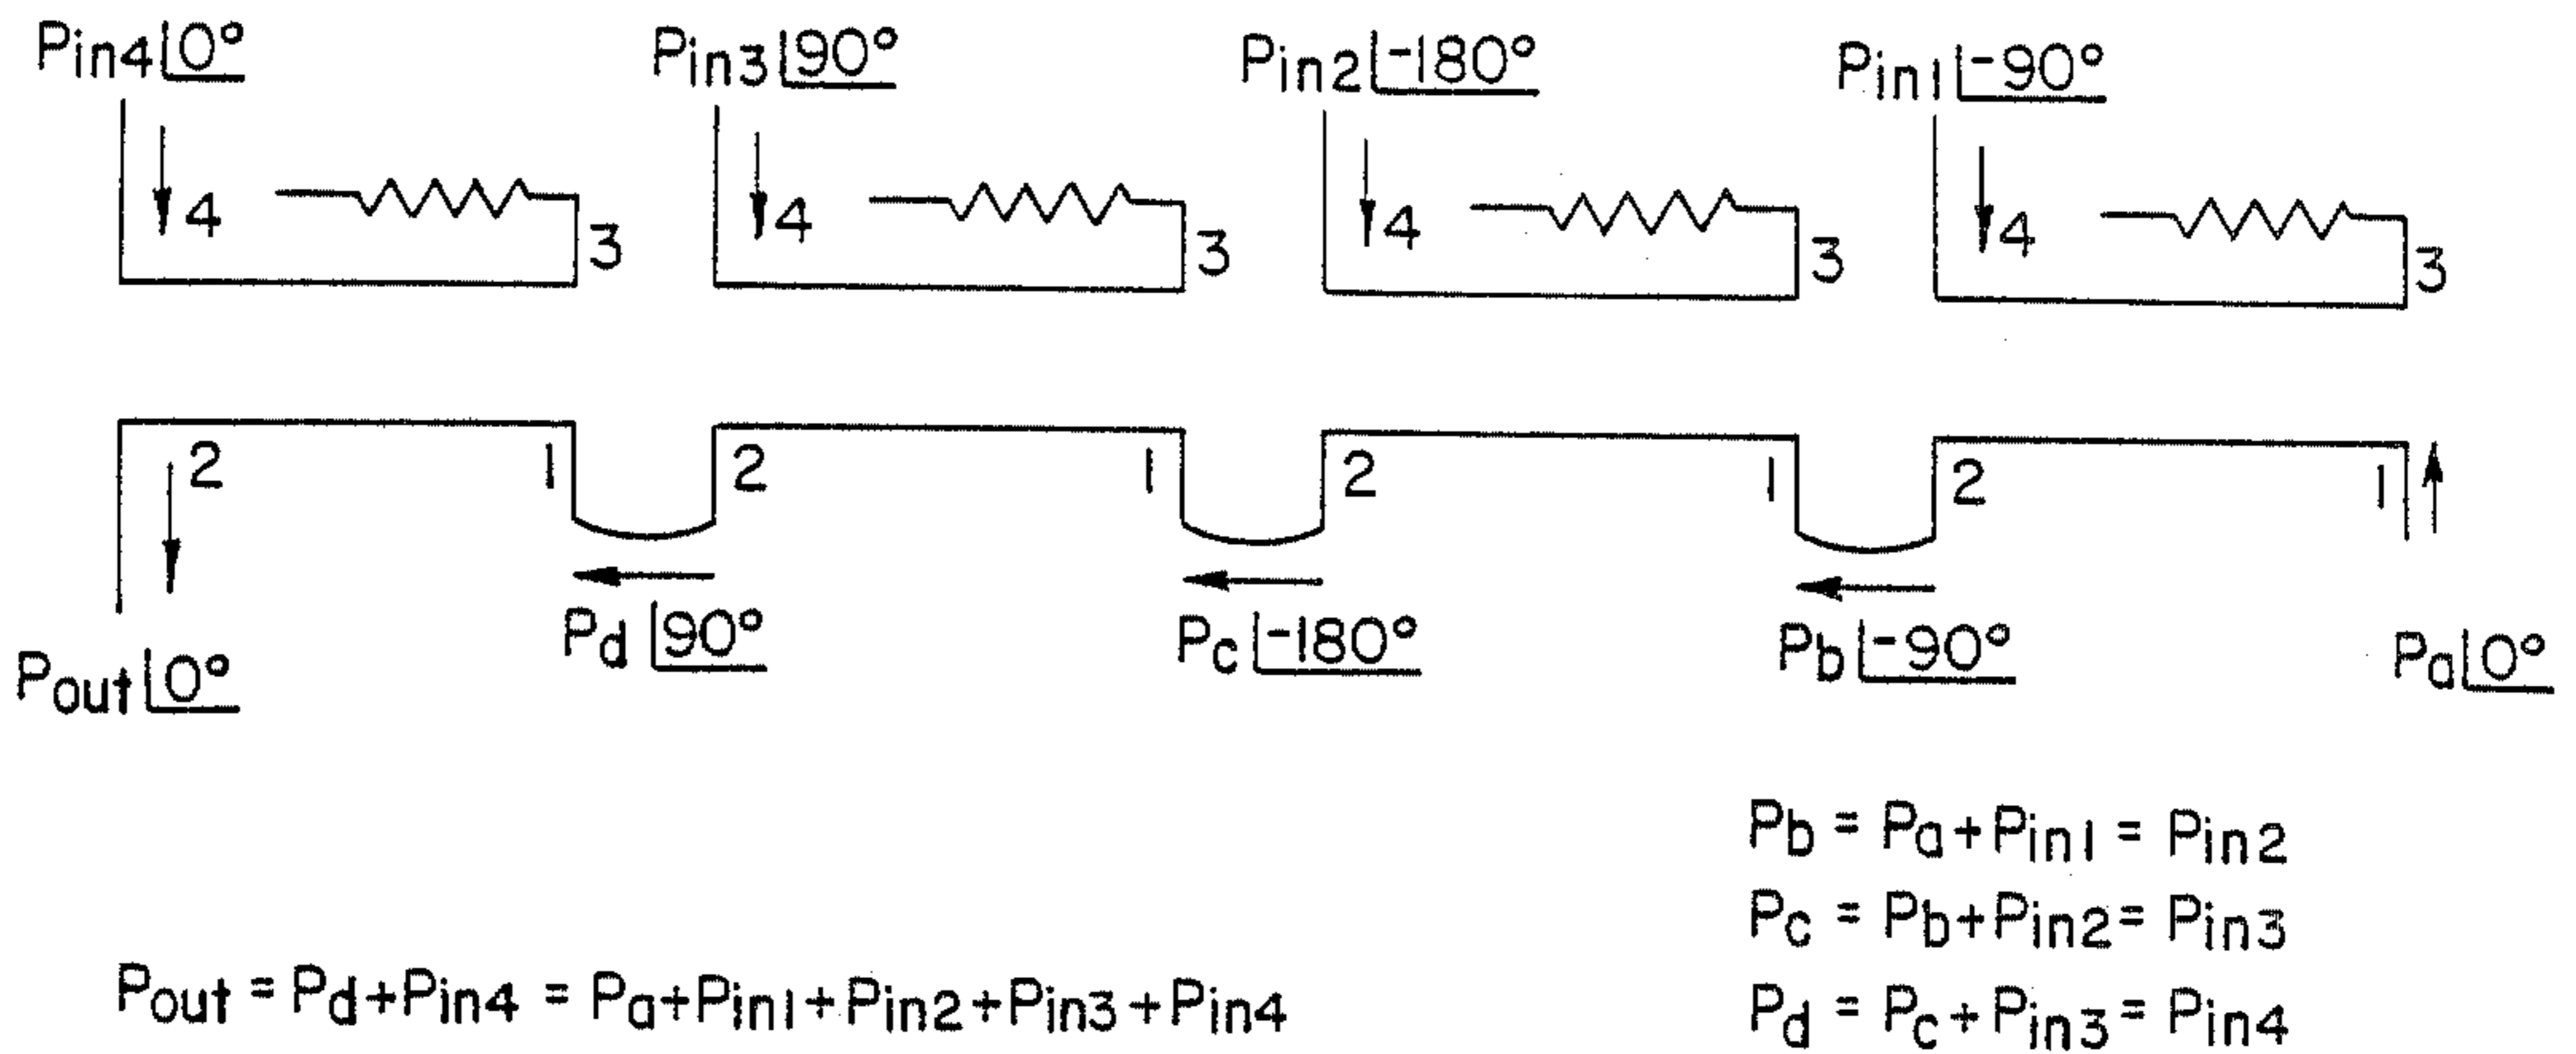 Pin4 0° Pin3 90° Pin2 -180° Pin1 -90°
4 3 4 3 4 3 4 3
2 1 2 1 2 1 2 1
Pd 90° Pc -180° Pb -90°
Pout 0° Pa 0°
Pb = Pa+Pin1 = Pin2
Pc = Pb+Pin2 = Pin3
Pout = Pd+Pin4 = Pa+Pin1+Pin2+Pin3+Pin4
Pd = Pc+Pin3 = Pin4